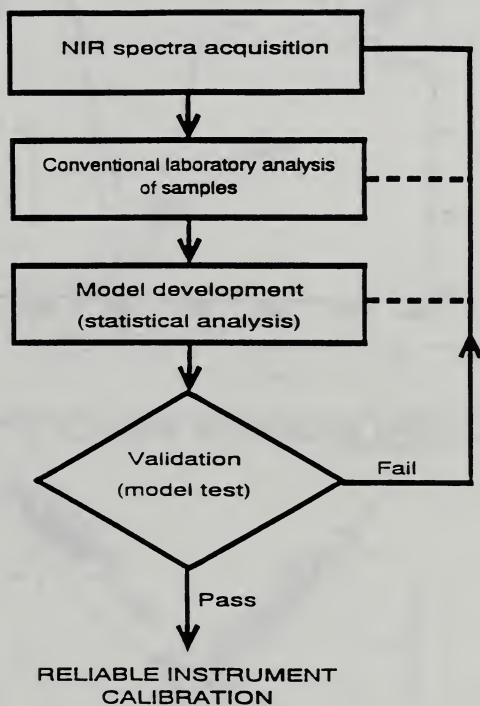 NIR spectra acquisition
Conventional laboratory analysis
of samples
Model development
(statistical analysis)
Validation
(model test)
Fail
Pass
RELIABLE INSTRUMENT
CALIBRATION